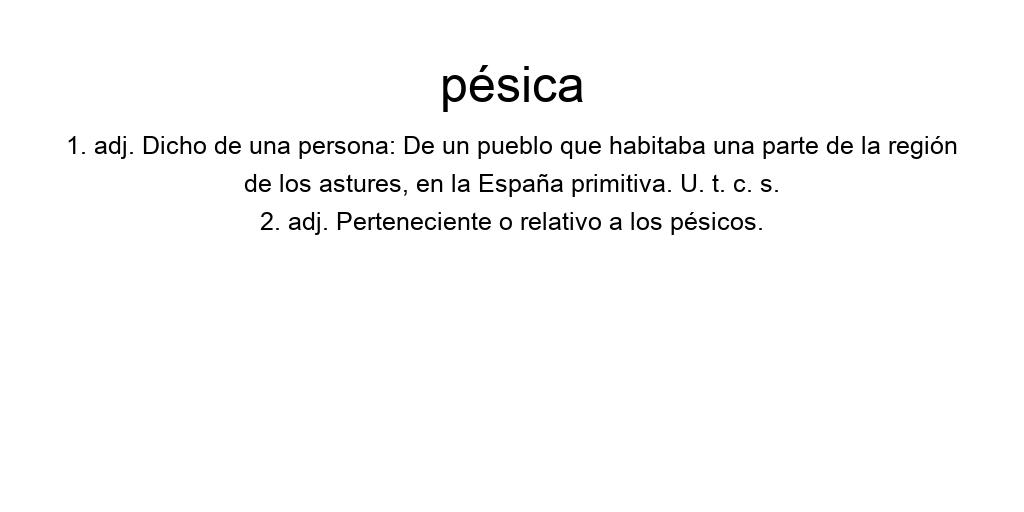 pésica
1. adj. Dicho de una persona: De un pueblo que habitaba una parte de la región
de los astures, en la España primitiva. U. t. c. s.
2. adj. Perteneciente o relativo a los pésicos.